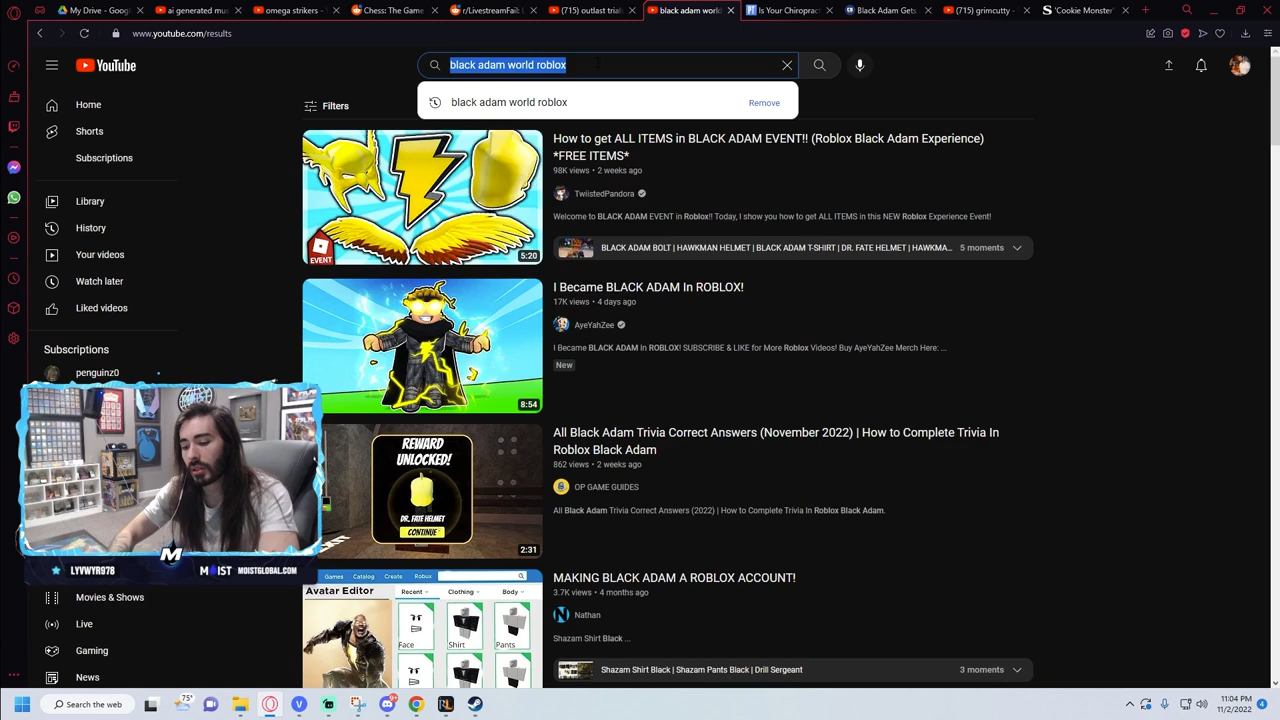 My Drive - Googl
ai generated mus
omega strikers -
Chess: The Game
r/LivestreamFail: L
(715) outlast trial
black adam world
Is Your Chiroprac
Black Adam Gets
(715) grimcutty -
Cookie Monster
www.youtube.com/results
YouTube
black adam world roblox
black adam world roblox
Remove
Filters
Home
Shorts
Subscriptions
Library
History
Your videos
Watch later
Liked videos
Subscriptions
penguinz0
Movies & Shows
Live
Gaming
News
EVENT
5:20
How to get ALL ITEMS in BLACK ADAM EVENT!! (Roblox Black Adam Experience)
*FREE ITEMS*
98K views • 2 weeks ago
TwiistedPandora
Welcome to BLACK ADAM EVENT in Roblox!! Today, I show you how to get ALL ITEMS in this NEW Roblox Experience Event!
BLACK ADAM BOLT | HAWKMAN HELMET | BLACK ADAM T-SHIRT | DR. FATE HELMET | HAWKMA...
5 moments
8:54
I Became BLACK ADAM In ROBLOX!
17K views • 4 days ago
AyeYahZee
I Became BLACK ADAM In ROBLOX! SUBSCRIBE & LIKE for More Roblox Videos! Buy AyeYahZee Merch Here: ...
New
REWARD
UNLOCKED!
DR. FATE HELMET
CONTINUE
2:31
All Black Adam Trivia Correct Answers (November 2022) | How to Complete Trivia In
Roblox Black Adam
862 views • 2 weeks ago
OP GAME GUIDES
All Black Adam Trivia Correct Answers (2022) | How to Complete Trivia In Roblox Black Adam.
Games Catalog Create Robux
Avatar Editor
Recent
Clothing
Body
Face
Shirt
Pants
MAKING BLACK ADAM A ROBLOX ACCOUNT!
3.7K views • 4 months ago
Nathan
Shazam Shirt Black ...
Shazam Shirt Black | Shazam Pants Black | Drill Sergeant
3 moments
LYVWYR978
M
MOIST
MOISTGLOBAL.COM
75°
Search the web
11:04 PM
11/2/2022
4